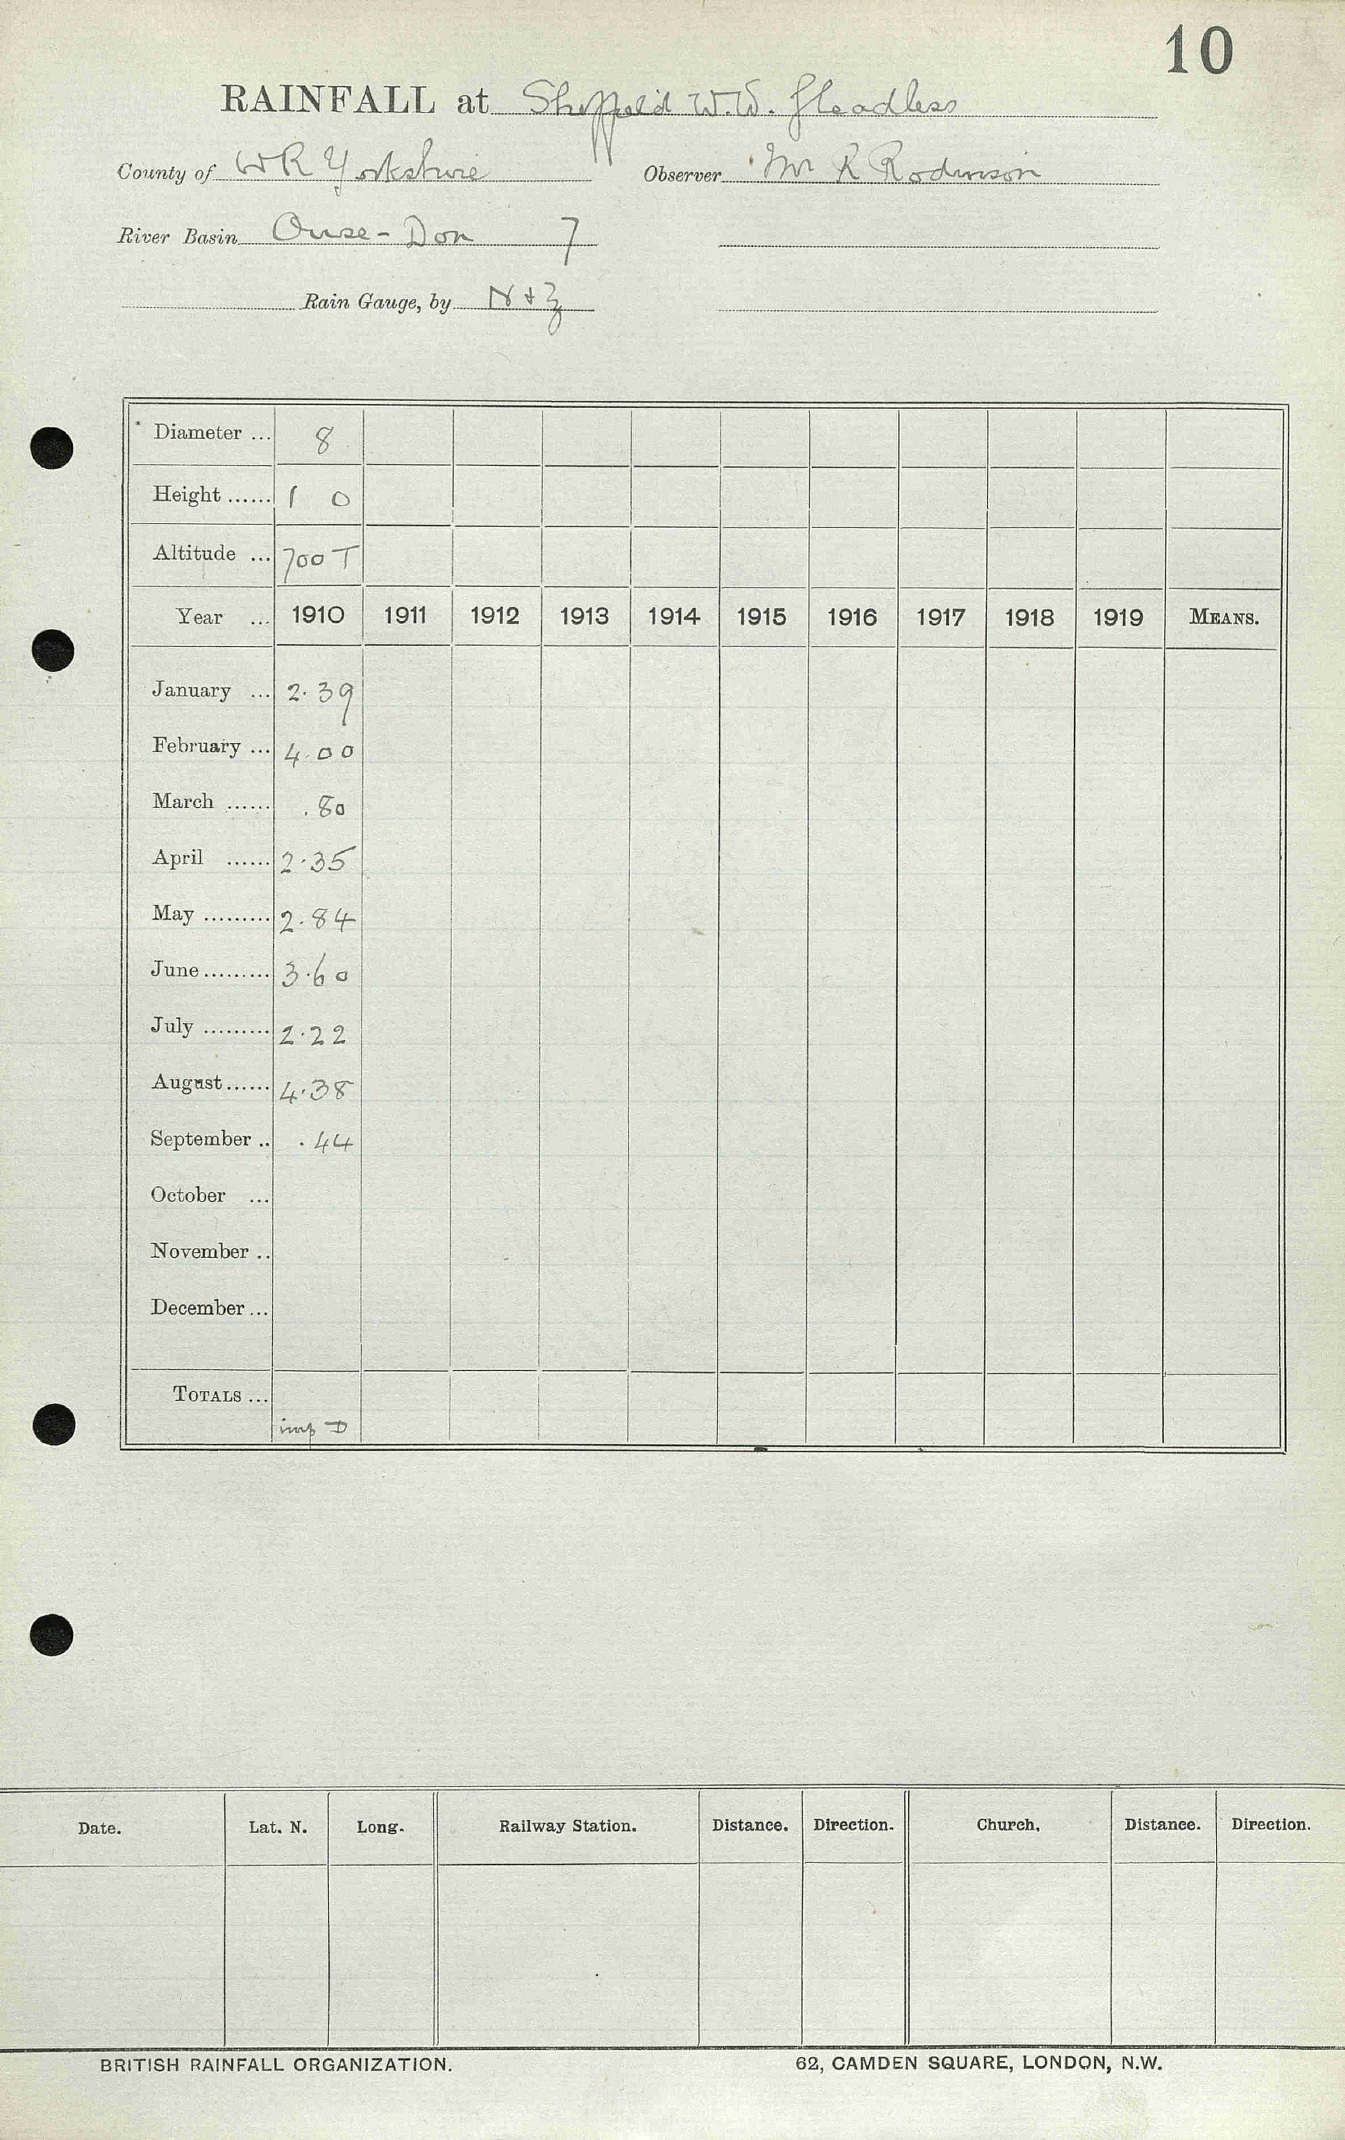 10
RAINFALL at Sheffield W.W. Gleadless
County of W R Yorkshire Observer Mr R Rodwison
River Basin Ouse - Don 7
Rain Gauge, by N & Z
Diameter ... 8
Height ...... 1 0
Altitude ... 700 T
Year ... 1910 1911 1912 1913 1914 1915 1916 1917 1918 1919 MEANS.
January ... 2.39
February ... 4.00
March ...... .80
April ...... 2.35
May ......... 2.84
June ......... 3.60
July ......... 2.22
August ...... 4.38
September .. .44
October ...
November ..
December ...
TOTALS ...
imp D
Date. Lat. N. Long. Railway Station. Distance. Direction. Church. Distance. Direction.
BRITISH RAINFALL ORGANIZATION. 62, CAMDEN SQUARE, LONDON, N.W.